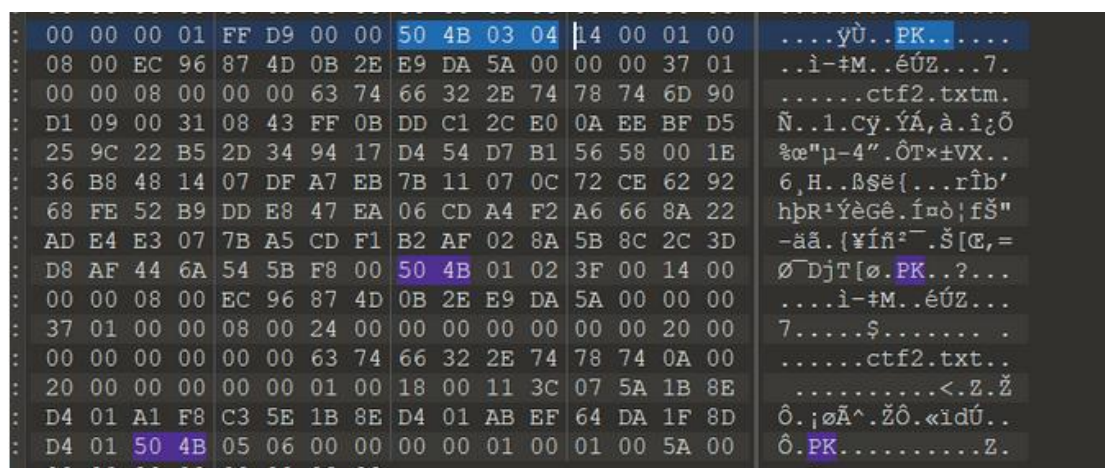 : 00 00 00 01 FF D9 00 00 50 4B 03 04 14 00 01 00 ....ÿÙ..PK......
: 08 00 EC 96 87 4D 0B 2E E9 DA 5A 00 00 00 37 01 ..ì–‡M..éÚZ...7.
: 00 00 08 00 00 00 63 74 66 32 2E 74 78 74 6D 90 ......ctf2.txtm.
: D1 09 00 31 08 43 FF 0B DD C1 2C E0 0A EE BF D5 Ñ..1.Cÿ.ÝÁ,à.î¿Õ
: 25 9C 22 B5 2D 34 94 17 D4 54 D7 B1 56 58 00 1E %œ"µ-4”.ÔT×±VX..
: 36 B8 48 14 07 DF A7 EB 7B 11 07 0C 72 CE 62 92 6¸H..ß§ë{...rÎb’
: 68 FE 52 B9 DD E8 47 EA 06 CD A4 F2 A6 66 8A 22 hþR¹ÝèGê.Í¤ò¦fŠ"
: AD E4 E3 07 7B A5 CD F1 B2 AF 02 8A 5B 8C 2C 3D -äã.{¥Íñ²¯.Š[Œ,=
: D8 AF 44 6A 54 5B F8 00 50 4B 01 02 3F 00 14 00 Ø¯DjT[ø.PK..?...
: 00 00 08 00 EC 96 87 4D 0B 2E E9 DA 5A 00 00 00 ....ì–‡M..éÚZ...
: 37 01 00 00 08 00 24 00 00 00 00 00 00 00 20 00 7.....$....... .
: 00 00 00 00 00 00 63 74 66 32 2E 74 78 74 0A 00 ......ctf2.txt..
: 20 00 00 00 00 00 01 00 18 00 11 3C 07 5A 1B 8E ..........<.Z.Ž
: D4 01 A1 F8 C3 5E 1B 8E D4 01 AB EF 64 DA 1F 8D Ô.¡øÃ^.ŽÔ.«ïdÚ..
: D4 01 50 4B 05 06 00 00 00 00 01 00 01 00 5A 00 Ô.PK..........Z.